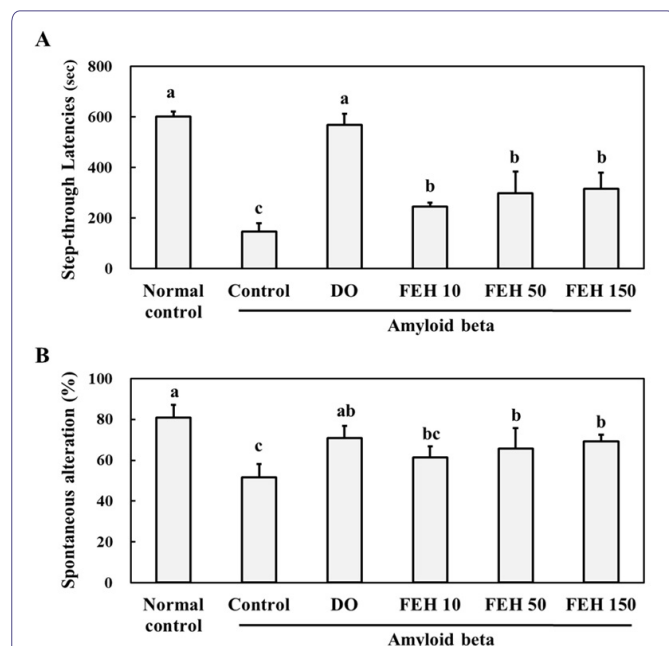 A
Step-through Latencies (sec)
800
600
400
200
0
a
c
a
b
b
b
Normal control
Control
DO
FEH 10
FEH 50
FEH 150
Amyloid beta
B
Spontaneous alteration (%)
100
80
60
40
20
0
a
c
ab
bc
b
b
Normal control
Control
DO
FEH 10
FEH 50
FEH 150
Amyloid beta